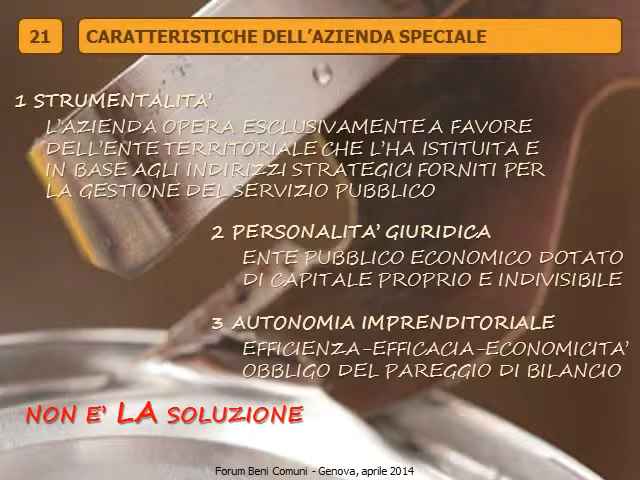 21
CARATTERISTICHE DELL'AZIENDA SPECIALE
1 STRUMENTALITA'
L'AZIENDA OPERA ESCLUSIVAMENTE A FAVORE
DELL'ENTE TERRITORIALE CHE L'HA ISTITUITA E
IN BASE AGLI INDIRIZZI STRATEGICI FORNITI PER
LA GESTIONE DEL SERVIZIO PUBBLICO
2 PERSONALITA' GIURIDICA
ENTE PUBBLICO ECONOMICO DOTATO
DI CAPITALE PROPRIO E INDIVISIBILE
3 AUTONOMIA IMPRENDITORIALE
EFFICIENZA-EFFICACIA-ECONOMICITA'
OBBLIGO DEL PAREGGIO DI BILANCIO
NON E' LA SOLUZIONE
Forum Beni Comuni - Genova, aprile 2014